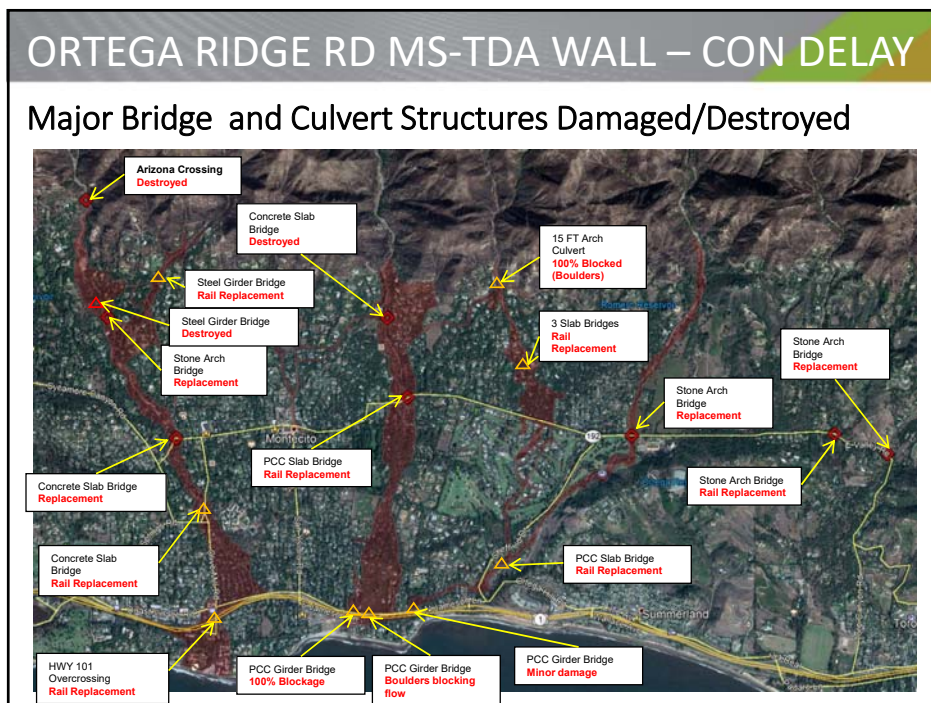 ORTEGA RIDGE RD MS-TDA WALL – CON DELAY
Major Bridge and Culvert Structures Damaged/Destroyed
Arizona Crossing
Destroyed
Concrete Slab
Bridge
Destroyed
15 FT Arch
Culvert
100% Blocked
(Boulders)
Steel Girder Bridge
Rail Replacement
Steel Girder Bridge
Destroyed
Stone Arch
Bridge
Replacement
3 Slab Bridges
Rail
Replacement
Stone Arch
Bridge
Replacement
Stone Arch
Bridge
Replacement
192
Montecito
PCC Slab Bridge
Rail Replacement
Concrete Slab Bridge
Replacement
Stone Arch Bridge
Rail Replacement
Concrete Slab
Bridge
Rail Replacement
PCC Slab Bridge
Rail Replacement
1
Summerland
HWY 101
Overcrossing
Rail Replacement
PCC Girder Bridge
100% Blockage
PCC Girder Bridge
Boulders blocking
flow
PCC Girder Bridge
Minor damage